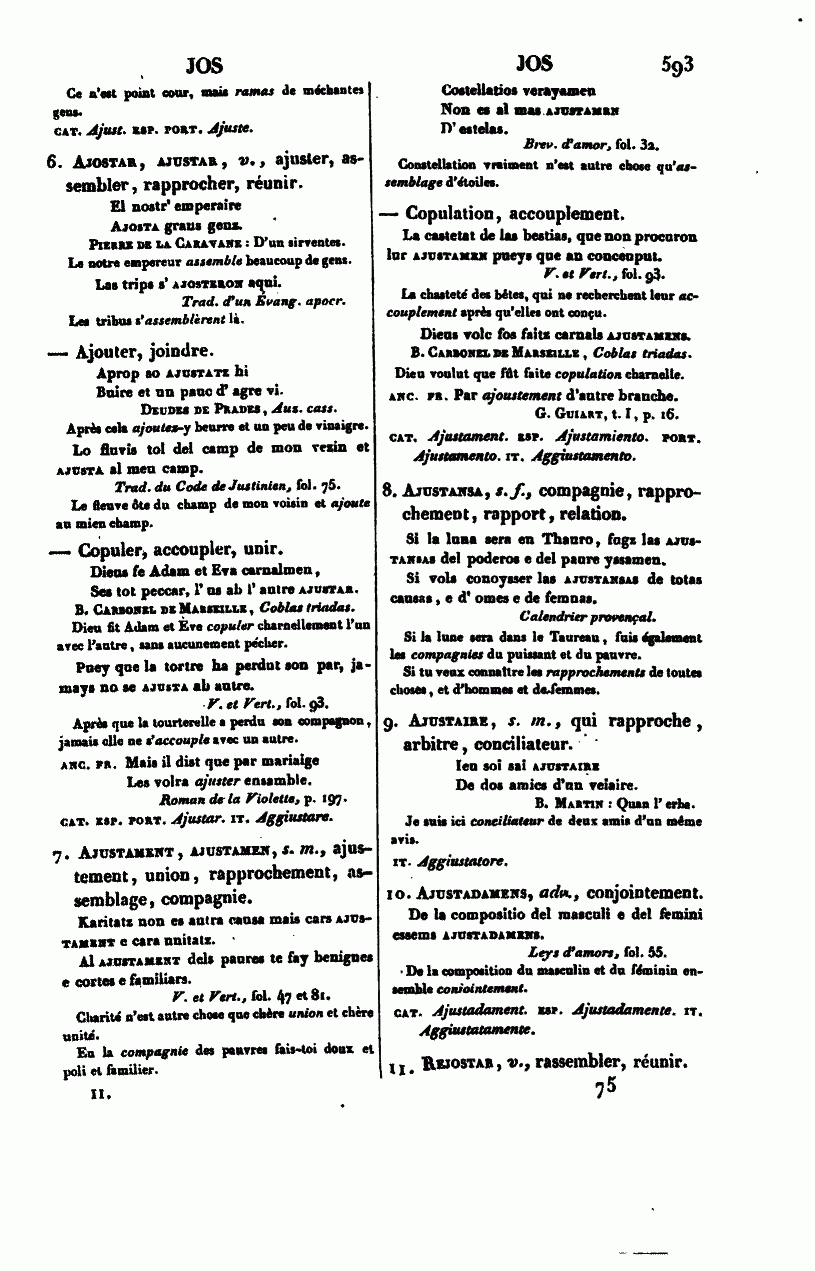 JOS
Ce n'est point cour, mais ramas de méchantes
gens.
CAT. Ajust. ESP. PORT. Ajuste.
6. AJOSTAR, AJUSTAR, v., ajuster, as-
sembler, rapprocher, réunir.
El nostr' emperaire
AJOSTA grans gens.
PIERRE DE LA CARAVANE : D'un sirventes.
Le notre empereur assemble beaucoup de gens.
Las trips s' AJOSTERON aqui.
Trad. d'un Évang. apocr.
Les tribus s'assemblèrent là.
— Ajouter, joindre.
Aprop so AJUSTATZ hi
Buire et un pauc d' agre vi.
DEUDES DE PRADES, Aus. cass.
Après cela ajoutez-y beurre et un peu de vinaigre.
Lo fluvis tol del camp de mon vezin et
AJUSTA al meu camp.
Trad. du Code de Justinien, fol. 75.
Le fleuve ôte du champ de mon voisin et ajoute
au mien champ.
— Copuler, accoupler, unir.
Dieus fe Adam et Eva carnalmen,
Ses tot peccar, l' us ab l' autre AJUSTAR.
B. CARBONEL DE MARSEILLE, Coblas triadas.
Dieu fit Adam et Ève copuler charnellement l'un
avec l'autre, sans aucunement pécher.
Puey que la tortre ha perdut son par, ja-
mays no se AJUSTA ab autre.
V. et Vert., fol. 93.
Après que la tourterelle a perdu son compagnon,
jamais elle ne s'accouple avec un autre.
ANC. FR. Mais il dist que par mariaige
Les volra ajuster ensamble.
Roman de la Violette, p. 197.
CAT. ESP. PORT. Ajustar. IT. Aggiustare.
7. AJUSTAMENT, AJUSTAMEN, s. m., ajus-
tement, union, rapprochement, as-
semblage, compagnie.
Karitatz non es autra causa mais cars AJUS-
TAMENT e cara unitatz.
Al AJUSTAMENT dels paures te fay benignes
e cortes e familiars.
V. et Vert., fol. 47 et 81.
Charité n'est autre chose que chère union et chère
unité.
En la compagnie des pauvres fais-toi doux et
poli et familier.
II.
JOS 593
Costellatios verayamen
Non es al mas AJUSTAMEN
D' estelas.
Brev. d'amor, fol. 32.
Constellation vraiment n'est autre chose qu'as-
semblage d'étoiles.
— Copulation, accouplement.
La castetat de las bestias, que non procuron
lur AJUSTAMEN pueys que an conceuput.
V. et Vert., fol. 93.
La chasteté des bêtes, qui ne recherchent leur ac-
couplement après qu'elles ont conçu.
Dieus volc fos faitz carnals AJUSTAMENS.
B. CARBONEL DE MARSEILLE, Coblas triadas.
Dieu voulut que fût faite copulation charnelle.
ANC. FR. Par ajoustement d'autre branche.
G. GUIART, t. I, p. 16.
CAT. Ajustament. ESP. Ajustamiento. PORT.
Ajustamento. IT. Aggiustamento.
8. AJUSTANSA, s. f., compagnie, rappro-
chement, rapport, relation.
Si la luna sera en Thauro, fugz las AJUS-
TANSAS del poderos e del paure yssamen.
Si vols conoysser las AJUSTANSAS de totas
causas, e d' omes e de femnas.
Calendrier provençal.
Si la lune sera dans le Taureau, fuis également
les compagnies du puissant et du pauvre.
Si tu veux connaître les rapprochements de toutes
choses, et d'hommes et de femmes.
9. AJUSTAIRE, s. m., qui rapproche,
arbitre, conciliateur.
Ieu soi sai AJUSTAIRE
De dos amics d'un veiaire.
B. MARTIN : Quan l' erba.
Je suis ici conciliateur de deux amis d'un même
avis.
IT. Aggiustatore.
10. AJUSTADAMENS, adv., conjointement.
De la compositio del masculi e del femini
essems AJUSTADAMENS.
Leys d'amors, fol. 55.
De la composition du masculin et du féminin en-
semble conjointement.
CAT. Ajustadament. ESP. Ajustadamente. IT.
Aggiustatamente.
11. REJOSTAR, v., rassembler, réunir.
75